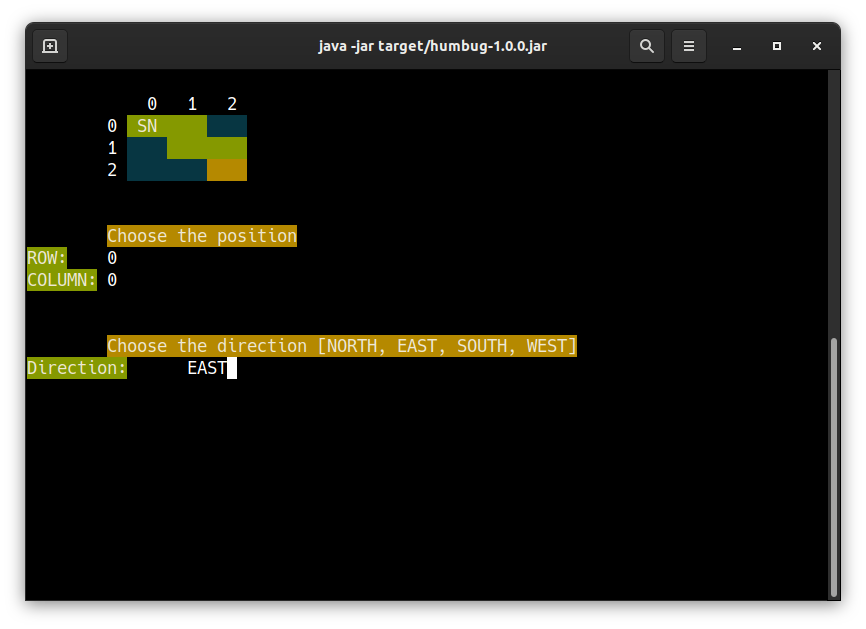 java -jar target/humbug-1.0.0.jar
0 1 2
0 SN
1
2
Choose the position
ROW: 0
COLUMN: 0
Choose the direction [NORTH, EAST, SOUTH, WEST]
Direction: EAST